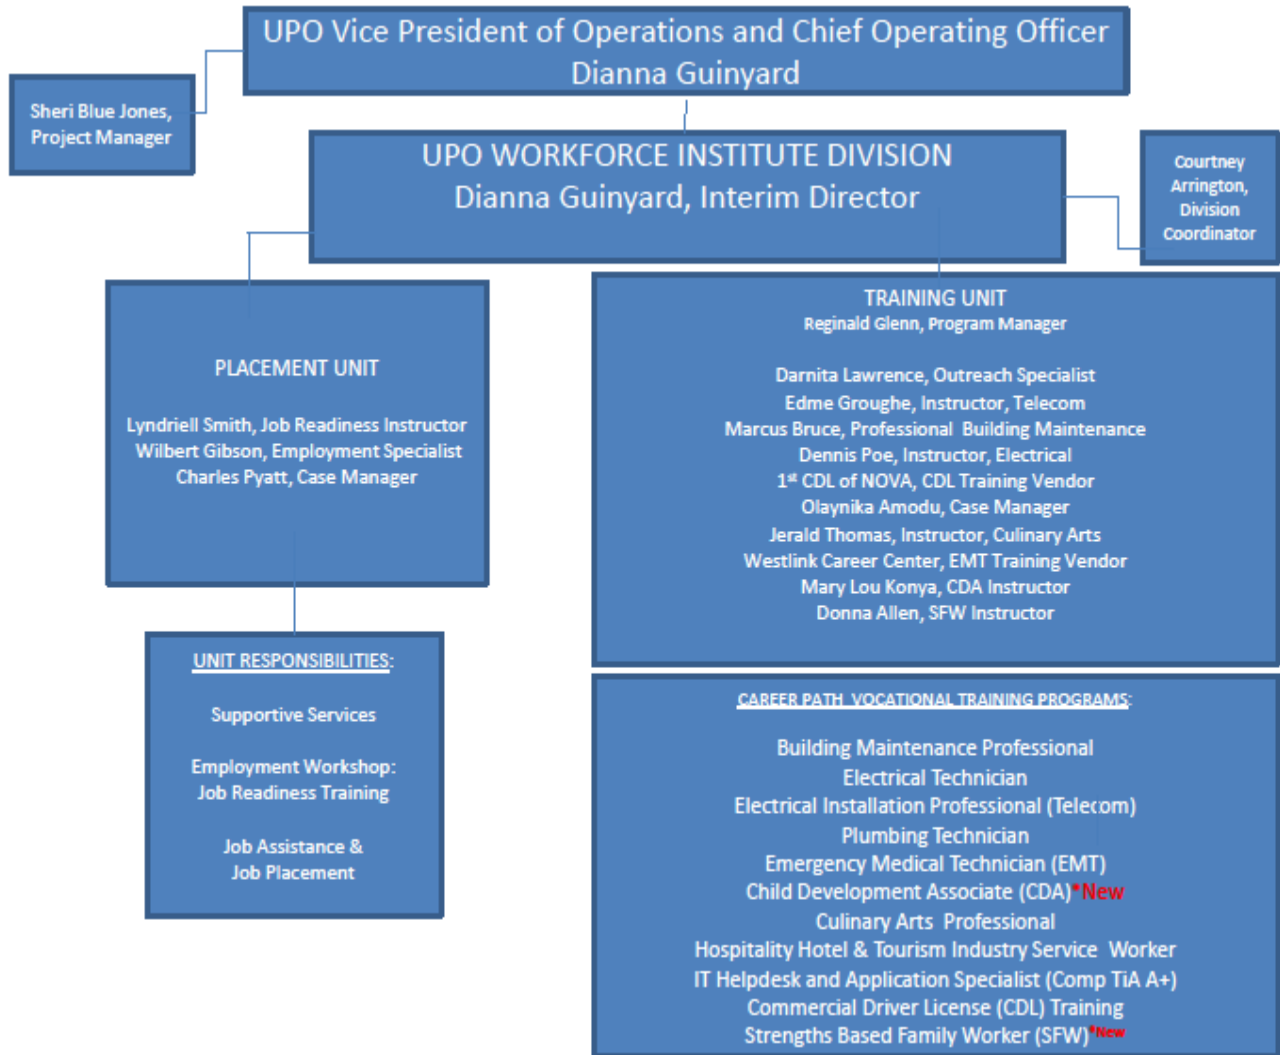 UPO Vice President of Operations and Chief Operating Officer
Dianna Guinyard
Sheri Blue Jones,
Project Manager
UPO WORKFORCE INSTITUTE DIVISION
Dianna Guinyard, Interim Director
Courtney
Arrington,
Division
Coordinator
PLACEMENT UNIT
Lyndriell Smith, Job Readiness Instructor
Wilbert Gibson, Employment Specialist
Charles Pyatt, Case Manager
UNIT RESPONSIBILITIES:
Supportive Services
Employment Workshop:
Job Readiness Training
Job Assistance &
Job Placement
TRAINING UNIT
Reginald Glenn, Program Manager
Darnita Lawrence, Outreach Specialist
Edme Groughe, Instructor, Telecom
Marcus Bruce, Professional Building Maintenance
Dennis Poe, Instructor, Electrical
1st CDL of NOVA, CDL Training Vendor
Olaynika Amodu, Case Manager
Jerald Thomas, Instructor, Culinary Arts
Westlink Career Center, EMT Training Vendor
Mary Lou Konya, CDA Instructor
Donna Allen, SFW Instructor
CAREER PATH VOCATIONAL TRAINING PROGRAMS:
Building Maintenance Professional
Electrical Technician
Electrical Installation Professional (Telecom)
Plumbing Technician
Emergency Medical Technician (EMT)
Child Development Associate (CDA)*New
Culinary Arts Professional
Hospitality Hotel & Tourism Industry Service Worker
IT Helpdesk and Application Specialist (Comp TiA A+)
Commercial Driver License (CDL) Training
Strengths Based Family Worker (SFW)*New